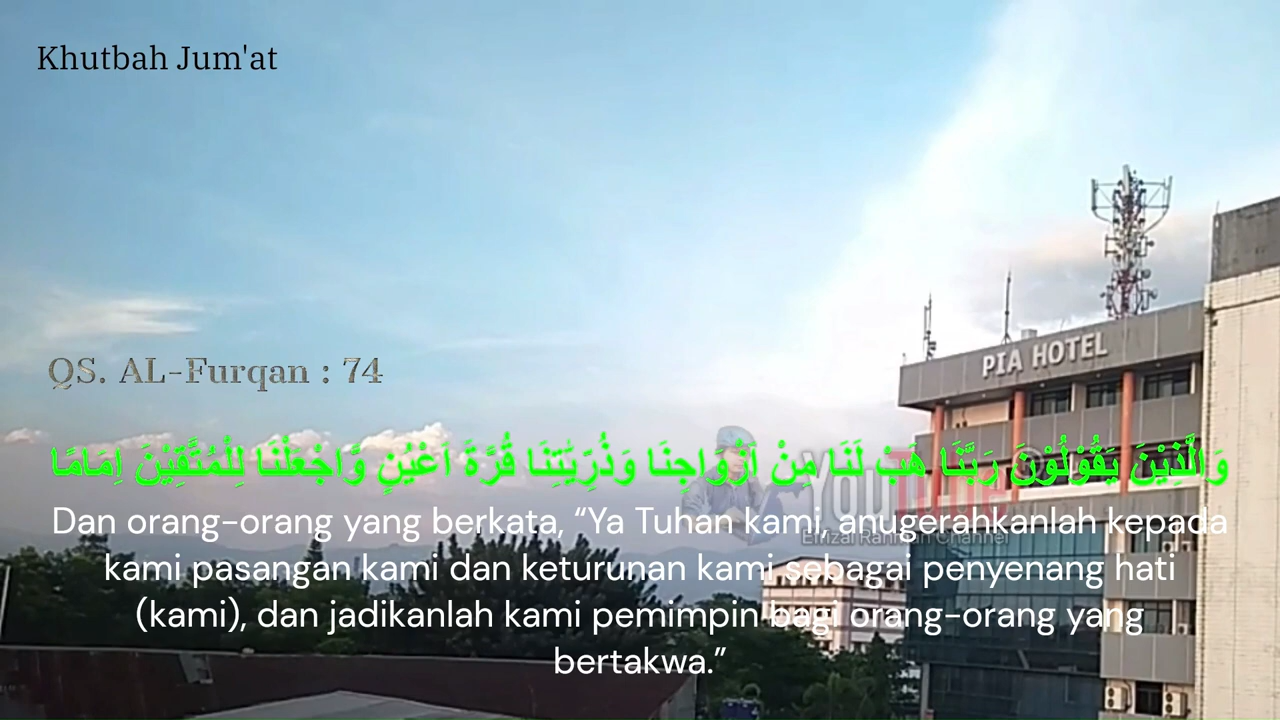 Khutbah Jum'at
PIA HOTEL
QS. AL-Furqan : 74
وَالَّذِيْنَ يَقُوْلُوْنَ رَبَّنَا هَبْ لَنَا مِنْ اَزْوَاجِنَا وَذُرِّيّٰتِنَا قُرَّةَ اَعْيُنٍ وَّاجْعَلْنَا لِلْمُتَّقِيْنَ اِمَامًا
Dan orang-orang yang berkata, “Ya Tuhan kami, anugerahkanlah kepada
kami pasangan kami dan keturunan kami sebagai penyenang hati
(kami), dan jadikanlah kami pemimpin bagi orang-orang yang
bertakwa.”
YouTube
Channel